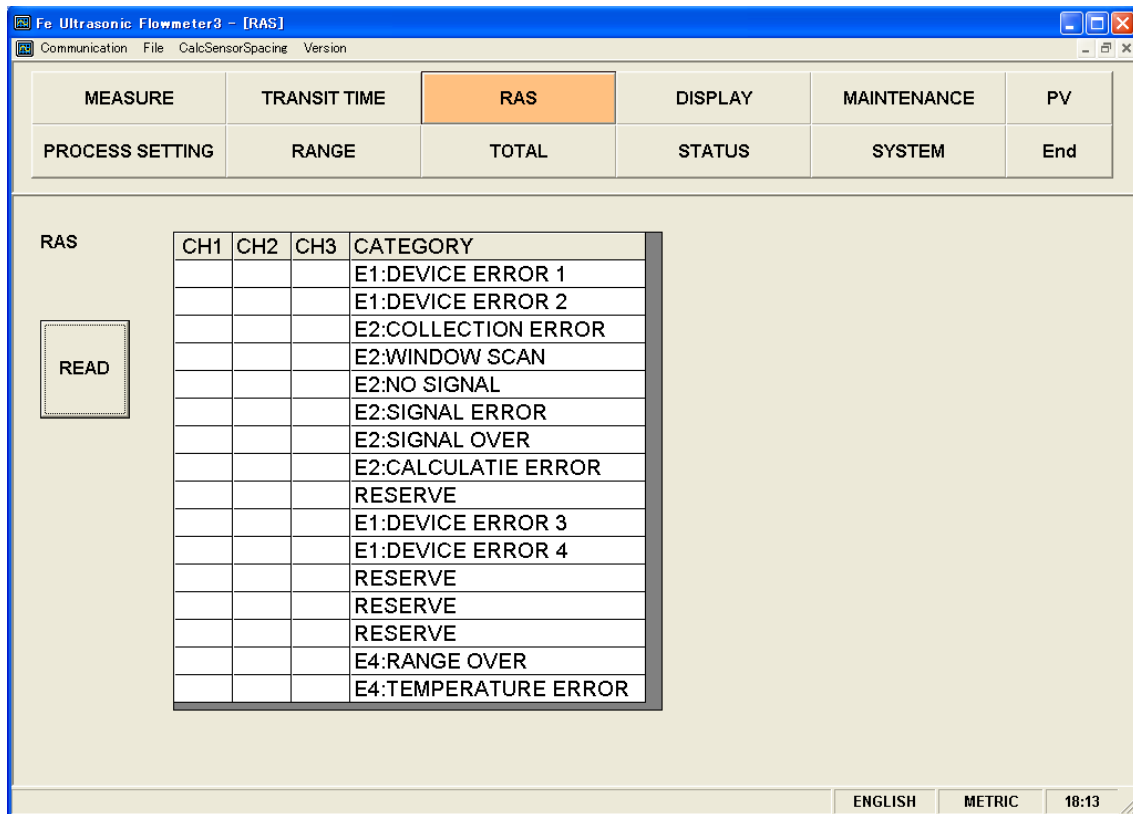 Fe Ultrasonic Flowmeter3 - [RAS]
Communication File CalcSensorSpacing Version
MEASURE TRANSIT TIME RAS DISPLAY MAINTENANCE PV
PROCESS SETTING RANGE TOTAL STATUS SYSTEM End
RAS
READ
CH1 CH2 CH3 CATEGORY
E1:DEVICE ERROR 1
E1:DEVICE ERROR 2
E2:COLLECTION ERROR
E2:WINDOW SCAN
E2:NO SIGNAL
E2:SIGNAL ERROR
E2:SIGNAL OVER
E2:CALCULATIE ERROR
RESERVE
E1:DEVICE ERROR 3
E1:DEVICE ERROR 4
RESERVE
RESERVE
RESERVE
E4:RANGE OVER
E4:TEMPERATURE ERROR
ENGLISH METRIC 18:13